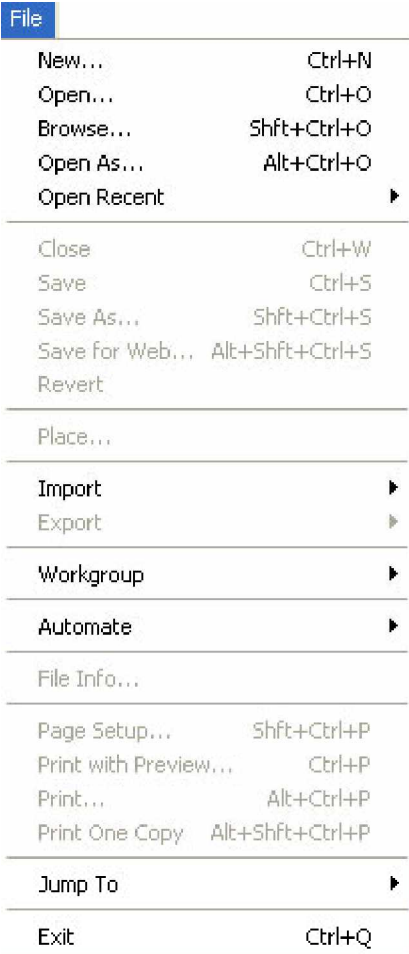 File
New... Ctrl+N
Open... Ctrl+O
Browse... Shft+Ctrl+O
Open As... Alt+Ctrl+O
Open Recent
Close Ctrl+W
Save Ctrl+S
Save As... Shft+Ctrl+S
Save for Web... Alt+Shft+Ctrl+S
Revert
Place...
Import
Export
Workgroup
Automate
File Info...
Page Setup... Shft+Ctrl+P
Print with Preview... Ctrl+P
Print... Alt+Ctrl+P
Print One Copy Alt+Shft+Ctrl+P
Jump To
Exit Ctrl+Q